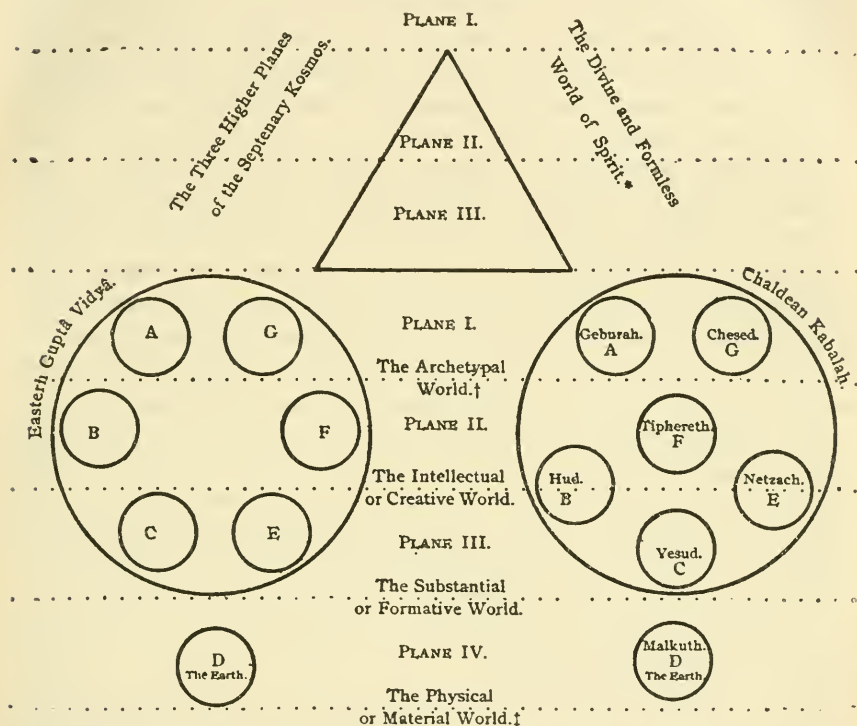 PLANE I.
The Three Higher Planes
of the Septenary Kosmos.
The Divine and Formless
World of Spirit.*
PLANE II.
PLANE III.
Eastern Guptâ Vidyâ.
A
G
B
F
C
E
PLANE I.
The Archetypal
World.†
PLANE II.
The Intellectual
or Creative World.
PLANE III.
The Substantial
or Formative World.
Chaldean Kabalah.
Geburah.
A
Chesed.
G
Tiphereth.
F
Hud.
B
Netzach.
E
Yesud.
C
D
The Earth.
PLANE IV.
The Physical
or Material World.‡
Malkuth.
D
The Earth.